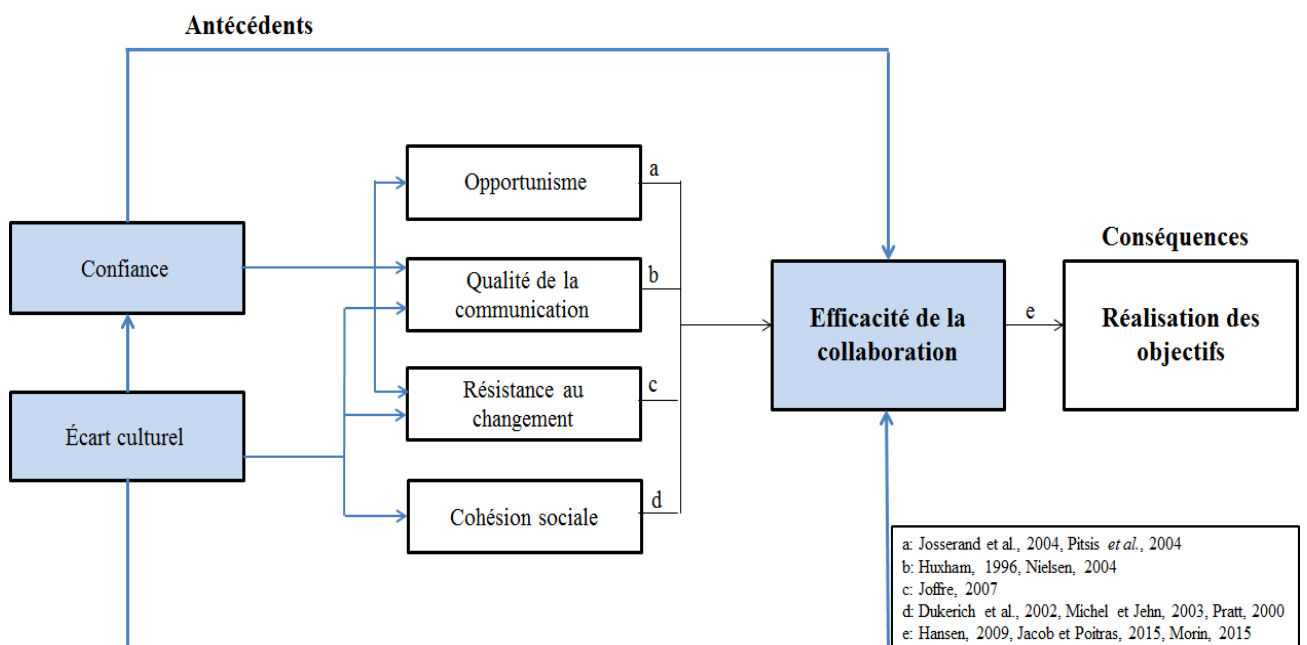 Antécédents
Opportunisme
a
Confiance
Qualité de la
communication
b
Conséquences
Efficacité de la
collaboration
e
Réalisation des
objectifs
Écart culturel
Résistance au
changement
c
Cohésion sociale
d
a: Josserand et al., 2004, Pitsis et al., 2004
b: Huxham, 1996, Nielsen, 2004
c: Joffre, 2007
d: Dukerich et al., 2002, Michel et Jehn, 2003, Pratt, 2000
e: Hansen, 2009, Jacob et Poitras, 2015, Morin, 2015